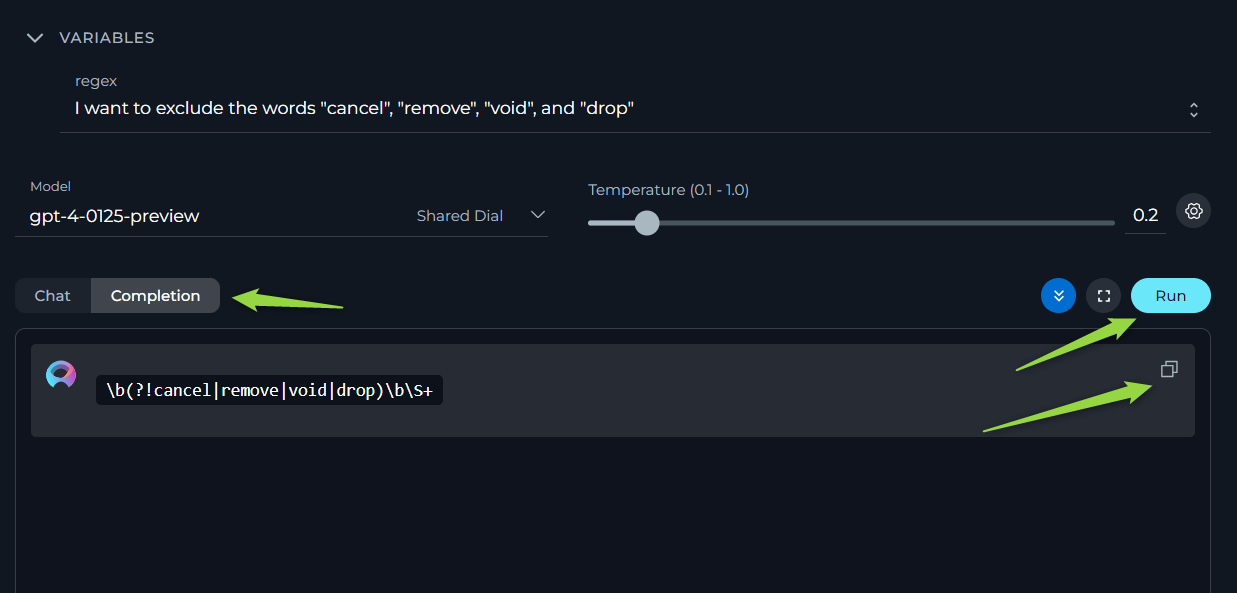 VARIABLES
regex
I want to exclude the words "cancel", "remove", "void", and "drop"
Model
Temperature (0.1 - 1.0)
gpt-4-0125-preview Shared Dial
0.2
Chat Completion Run
\b(?!cancel|remove|void|drop)\b\S+